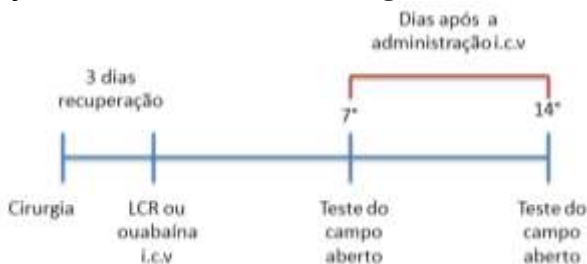 Dias após a
administração i.c.v
3 dias
recuperação
7°
14°
Cirurgia
LCR ou
ouabaína
i.c.v
Teste do
campo
aberto
Teste do
campo
aberto